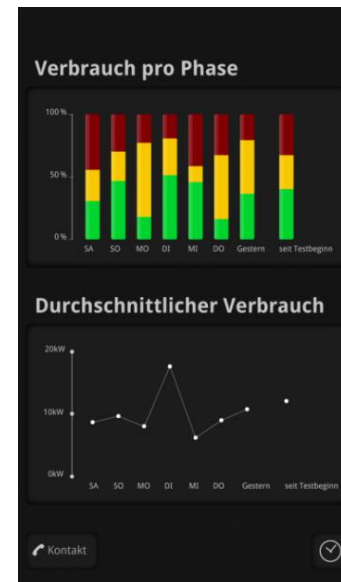 Verbrauch pro Phase
100 %
50 %
0 %
SA SO MO DI MI DO Gestern seit Testbeginn
Durchschnittlicher Verbrauch
20kW
10kW
0kW
SA SO MO DI MI DO Gestern seit Testbeginn
Kontakt